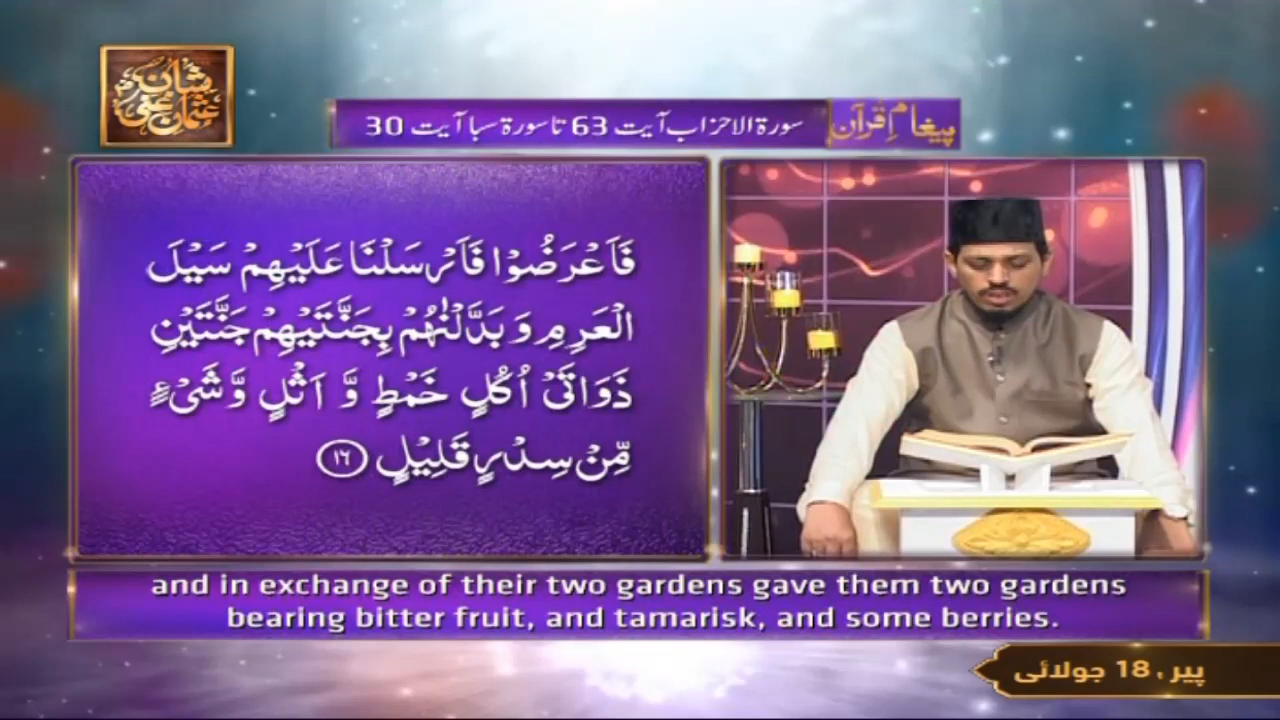 شان
عثمان غنی
پیغام قرآن
سورۃ الاحزاب آیت 63 تا سورۃ سبا آیت 30
فَاَعْرَضُوْا فَاَرْسَلْنَا عَلَيْهِمْ سَيْلَ
الْعَرِمِ وَ بَدَّلْنٰهُمْ بِجَنَّتَيْهِمْ جَنَّتَيْنِ
ذَوَاتَیْ اُكُلٍ خَمْطٍ وَّ اَثْلٍ وَّ شَیْءٍ
مِّنْ سِدْرٍ قَلِيْلٍ ۝۱۶
and in exchange of their two gardens gave them two gardens
bearing bitter fruit, and tamarisk, and some berries.
پیر، 18 جولائی